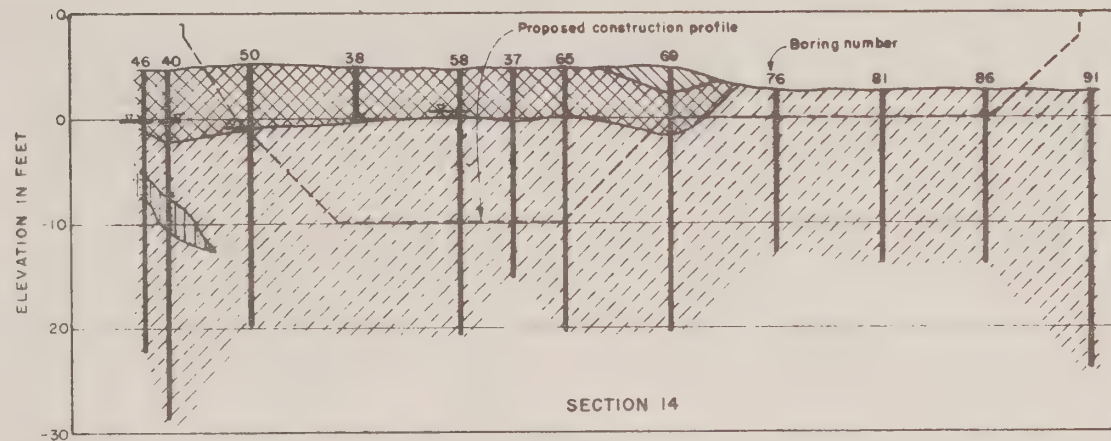 10
Proposed construction profile
Boring number
46 40 50 38 58 37 65 69 76 81 86 91
0
-10
-20
-30
ELEVATION IN FEET
SECTION 14